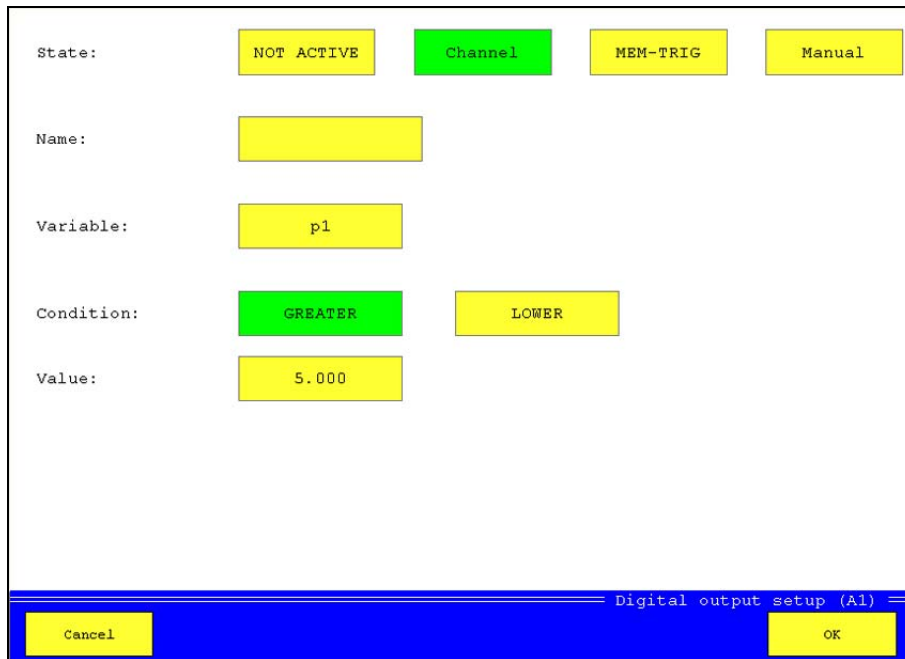 State: NOT ACTIVE Channel MEM-TRIG Manual
Name:
Variable: p1
Condition: GREATER LOWER
Value: 5.000
Digital output setup (A1)
Cancel OK